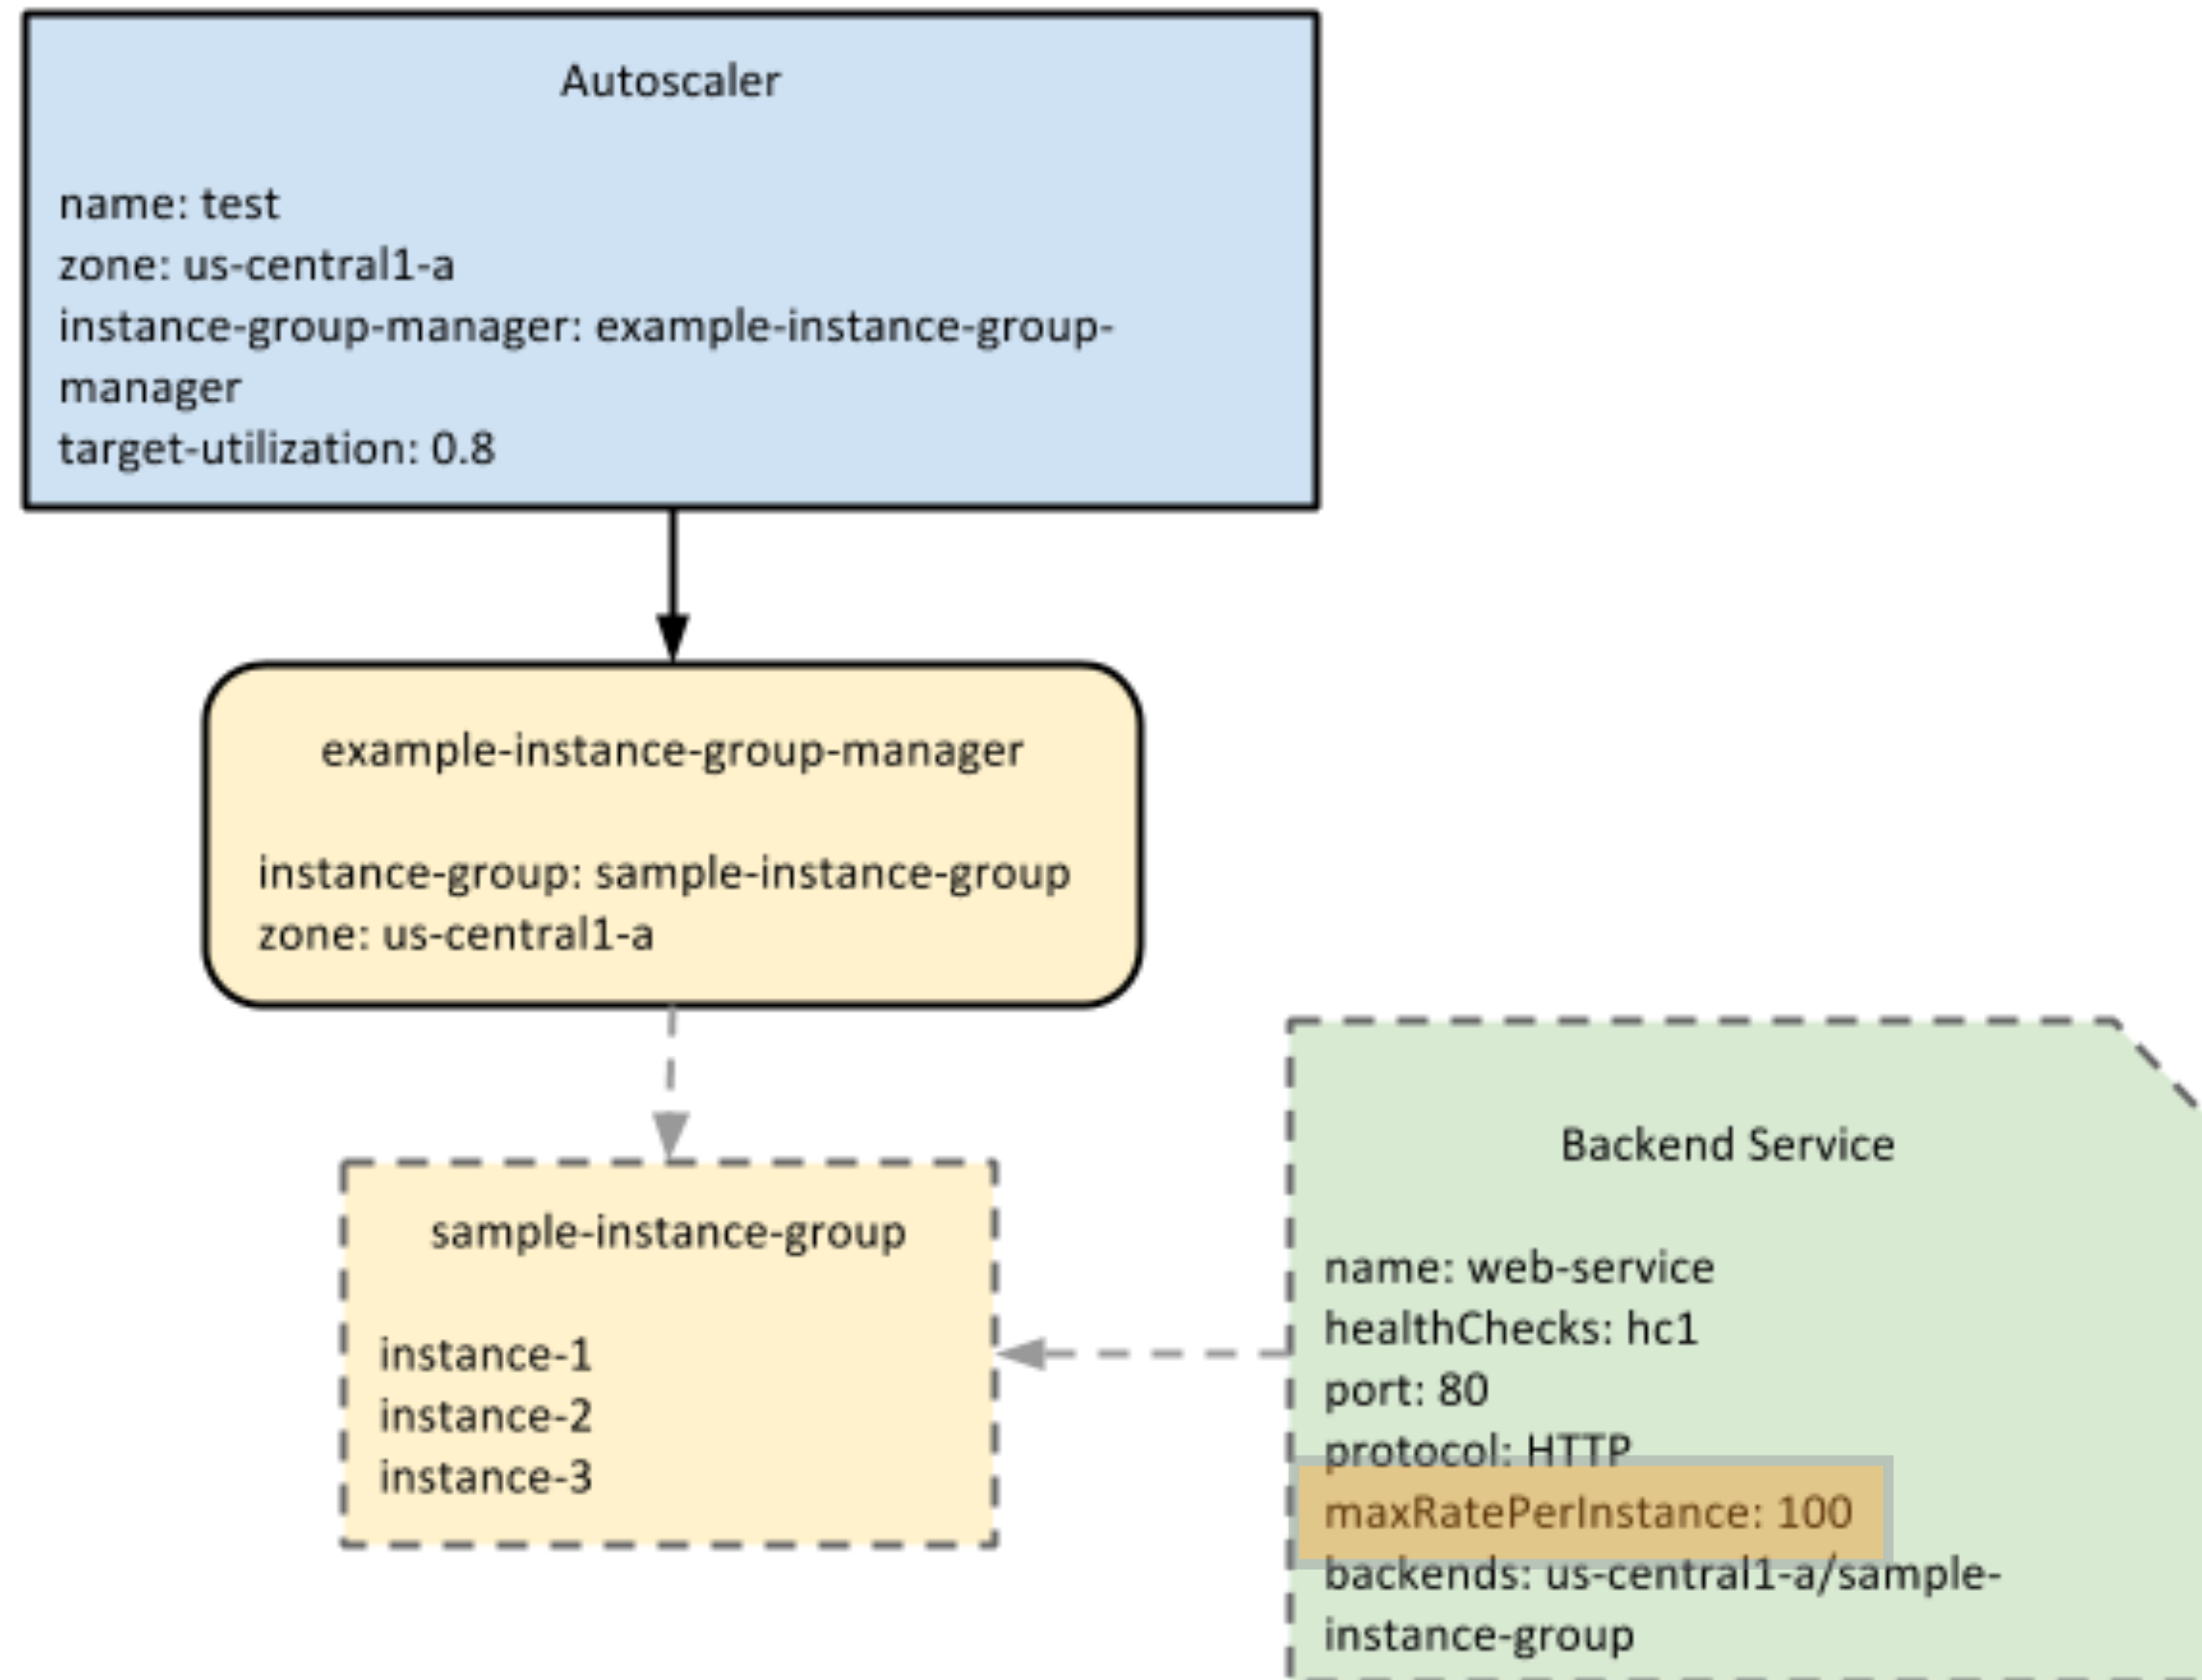 Autoscaler
name: test
zone: us-central1-a
instance-group-manager: example-instance-group-
manager
target-utilization: 0.8
example-instance-group-manager
instance-group: sample-instance-group
zone: us-central1-a
sample-instance-group
instance-1
instance-2
instance-3
Backend Service
name: web-service
healthChecks: hc1
port: 80
protocol: HTTP
maxRatePerInstance: 100
backends: us-central1-a/sample-
instance-group